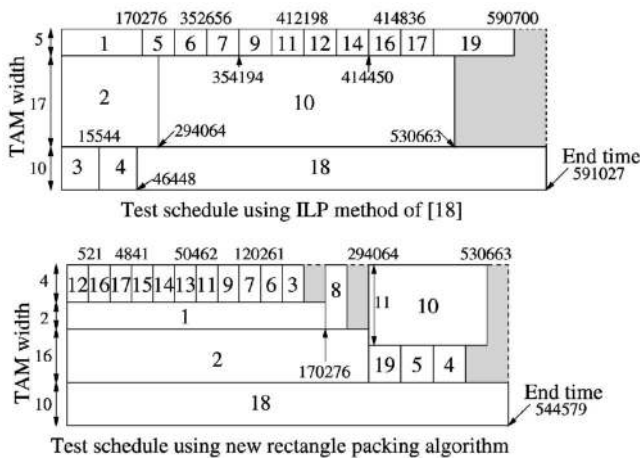 170276 352656 412198 414836 590700
5 1 5 6 7 9 11 12 14 16 17 19
354194 414450
TAM width
17 2 10
15544 294064 530663
10 3 4 18
46448
End time
591027
Test schedule using ILP method of [18]
521 4841 50462 120261 294064 530663
4 12 16 17 15 14 13 11 9 7 6 3 8 11 10
2 1
TAM width
16 2 170276 19 5 4
10 18
End time
544579
Test schedule using new rectangle packing algorithm